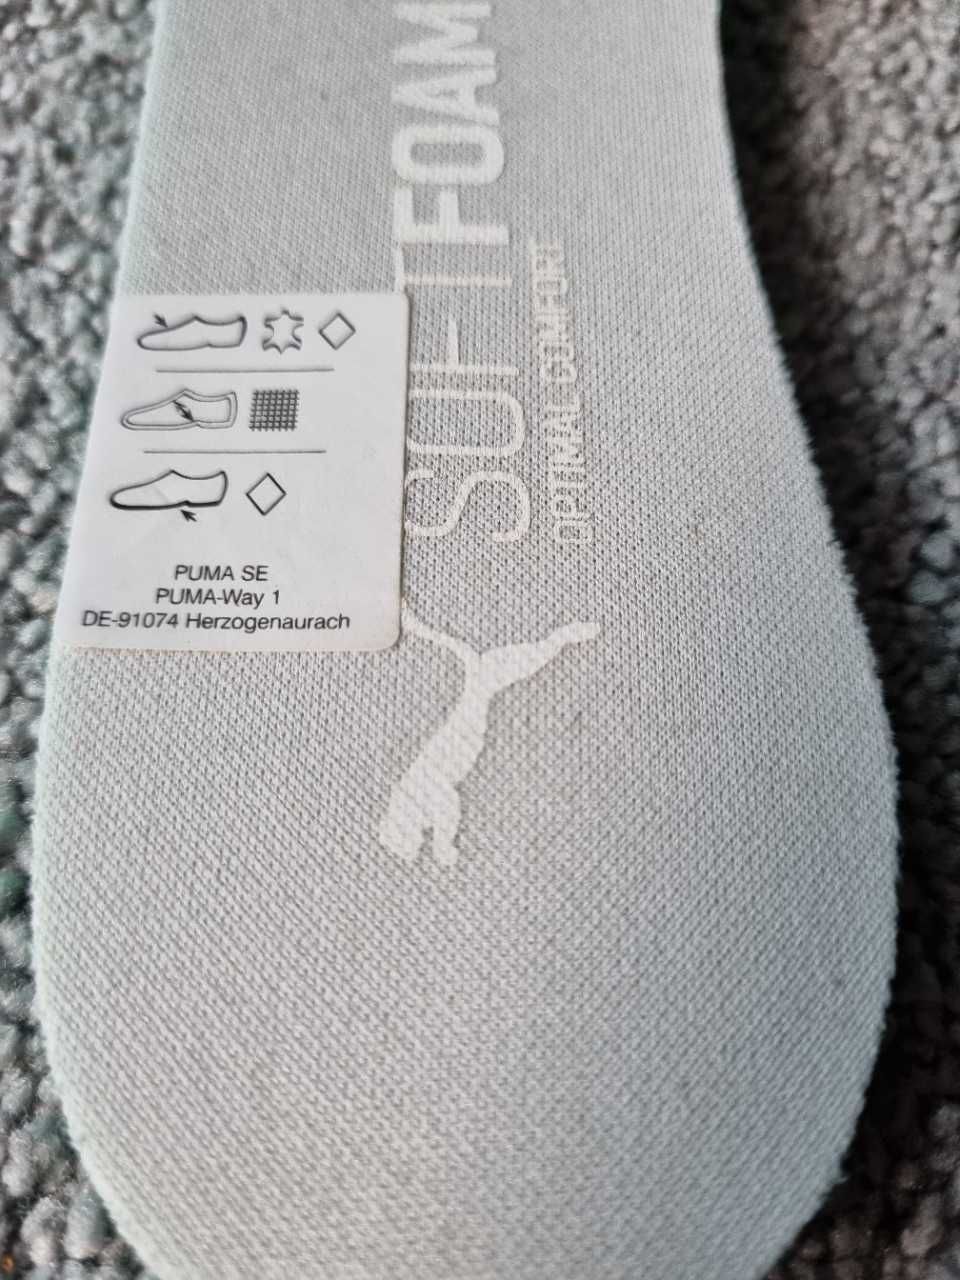 SOFTFOAM
OPTIMAL COMFORT
PUMA SE
PUMA-Way 1
DE-91074 Herzogenaurach